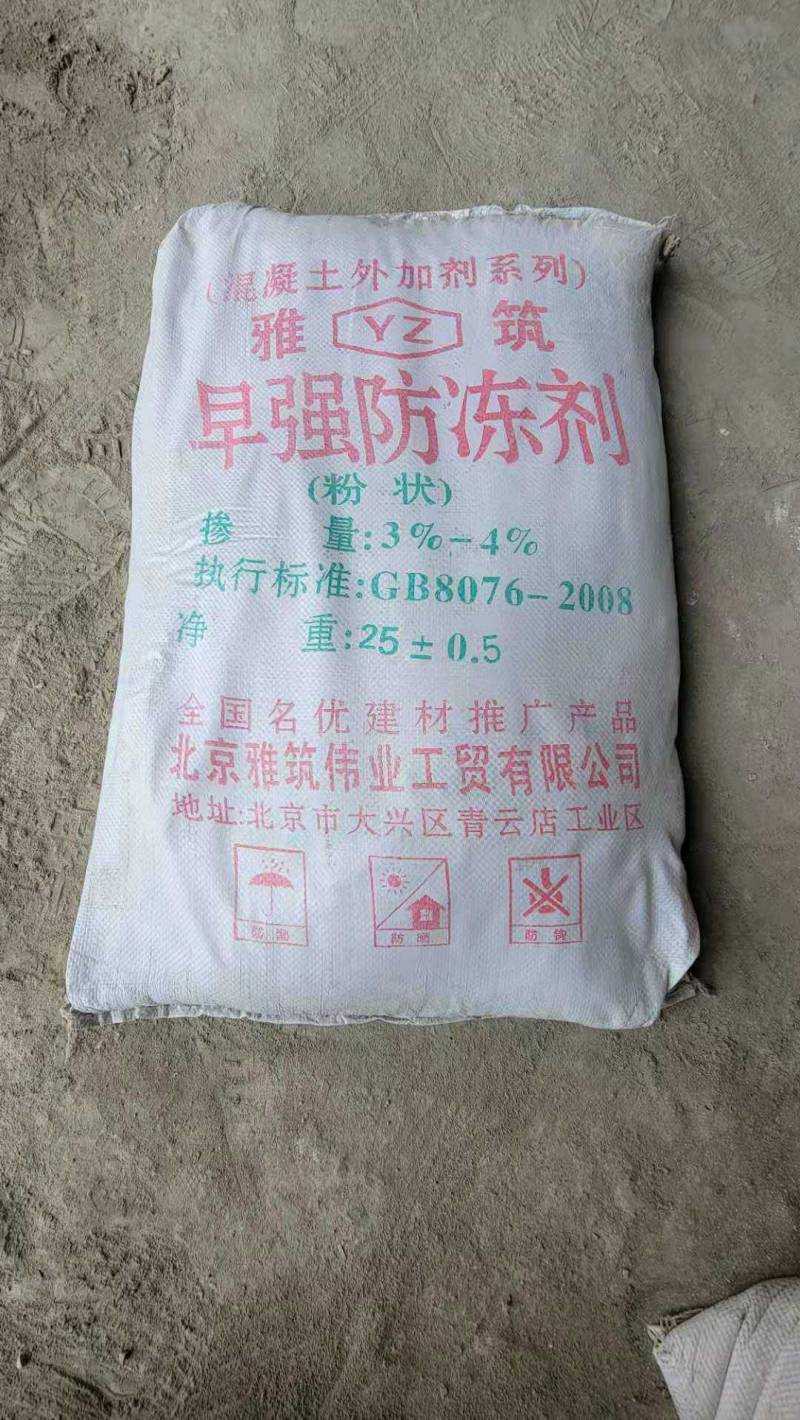 (混凝土外加剂系列)
雅 YZ 筑
早强防冻剂
(粉 状)
掺 量:3%-4%
执行标准:GB8076-2008
净 重:25±0.5
全国名优建材推广产品
北京雅筑伟业工贸有限公司
地址:北京市大兴区青云店工业区
防潮 防晒 防钩